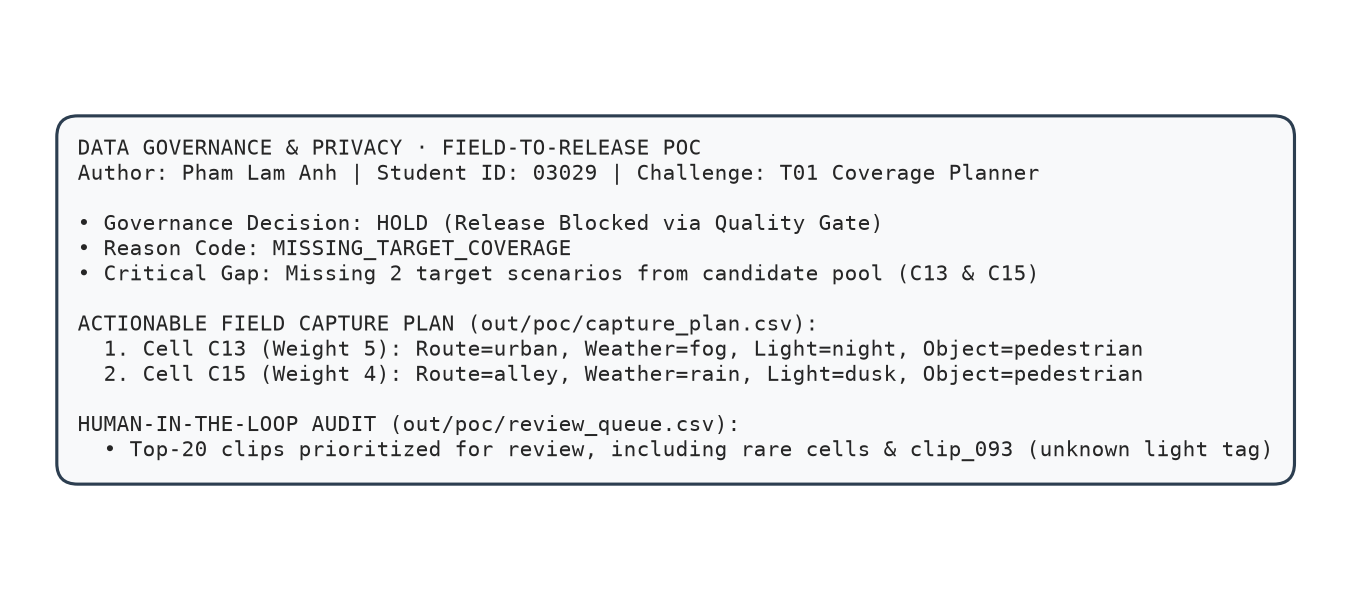 DATA GOVERNANCE & PRIVACY · FIELD-TO-RELEASE POC
Author: Pham Lam Anh | Student ID: 03029 | Challenge: T01 Coverage Planner
• Governance Decision: HOLD (Release Blocked via Quality Gate)
• Reason Code: MISSING_TARGET_COVERAGE
• Critical Gap: Missing 2 target scenarios from candidate pool (C13 & C15)
ACTIONABLE FIELD CAPTURE PLAN (out/poc/capture_plan.csv):
1. Cell C13 (Weight 5): Route=urban, Weather=fog, Light=night, Object=pedestrian
2. Cell C15 (Weight 4): Route=alley, Weather=rain, Light=dusk, Object=pedestrian
HUMAN-IN-THE-LOOP AUDIT (out/poc/review_queue.csv):
• Top-20 clips prioritized for review, including rare cells & clip_093 (unknown light tag)